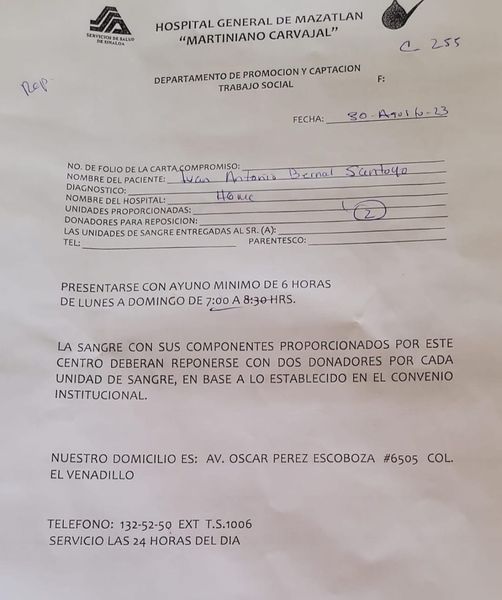 SERVICIOS DE SALUD
DE SINALOA
HOSPITAL GENERAL DE MAZATLAN
“MARTINIANO CARVAJAL”
C 255
Rep.
DEPARTAMENTO DE PROMOCION Y CAPTACION
TRABAJO SOCIAL
F:
FECHA: 30-Agosto-23
NO. DE FOLIO DE LA CARTA COMPROMISO:
NOMBRE DEL PACIENTE: Juan Antonio Bernal Santoyo
DIAGNOSTICO:
NOMBRE DEL HOSPITAL:
UNIDADES PROPORCIONADAS: 1
DONADORES PARA REPOSICION: 2
LAS UNIDADES DE SANGRE ENTREGADAS AL SR. (A):
TEL: PARENTESCO:
PRESENTARSE CON AYUNO MINIMO DE 6 HORAS
DE LUNES A DOMINGO DE 7:00 A 8:30 HRS.
LA SANGRE CON SUS COMPONENTES PROPORCIONADOS POR ESTE
CENTRO DEBERAN REPONERSE CON DOS DONADORES POR CADA
UNIDAD DE SANGRE, EN BASE A LO ESTABLECIDO EN EL CONVENIO
INSTITUCIONAL.
NUESTRO DOMICILIO ES: AV. OSCAR PEREZ ESCOBOZA #6505 COL.
EL VENADILLO
TELEFONO: 132-52-50 EXT T.S.1006
SERVICIO LAS 24 HORAS DEL DIA